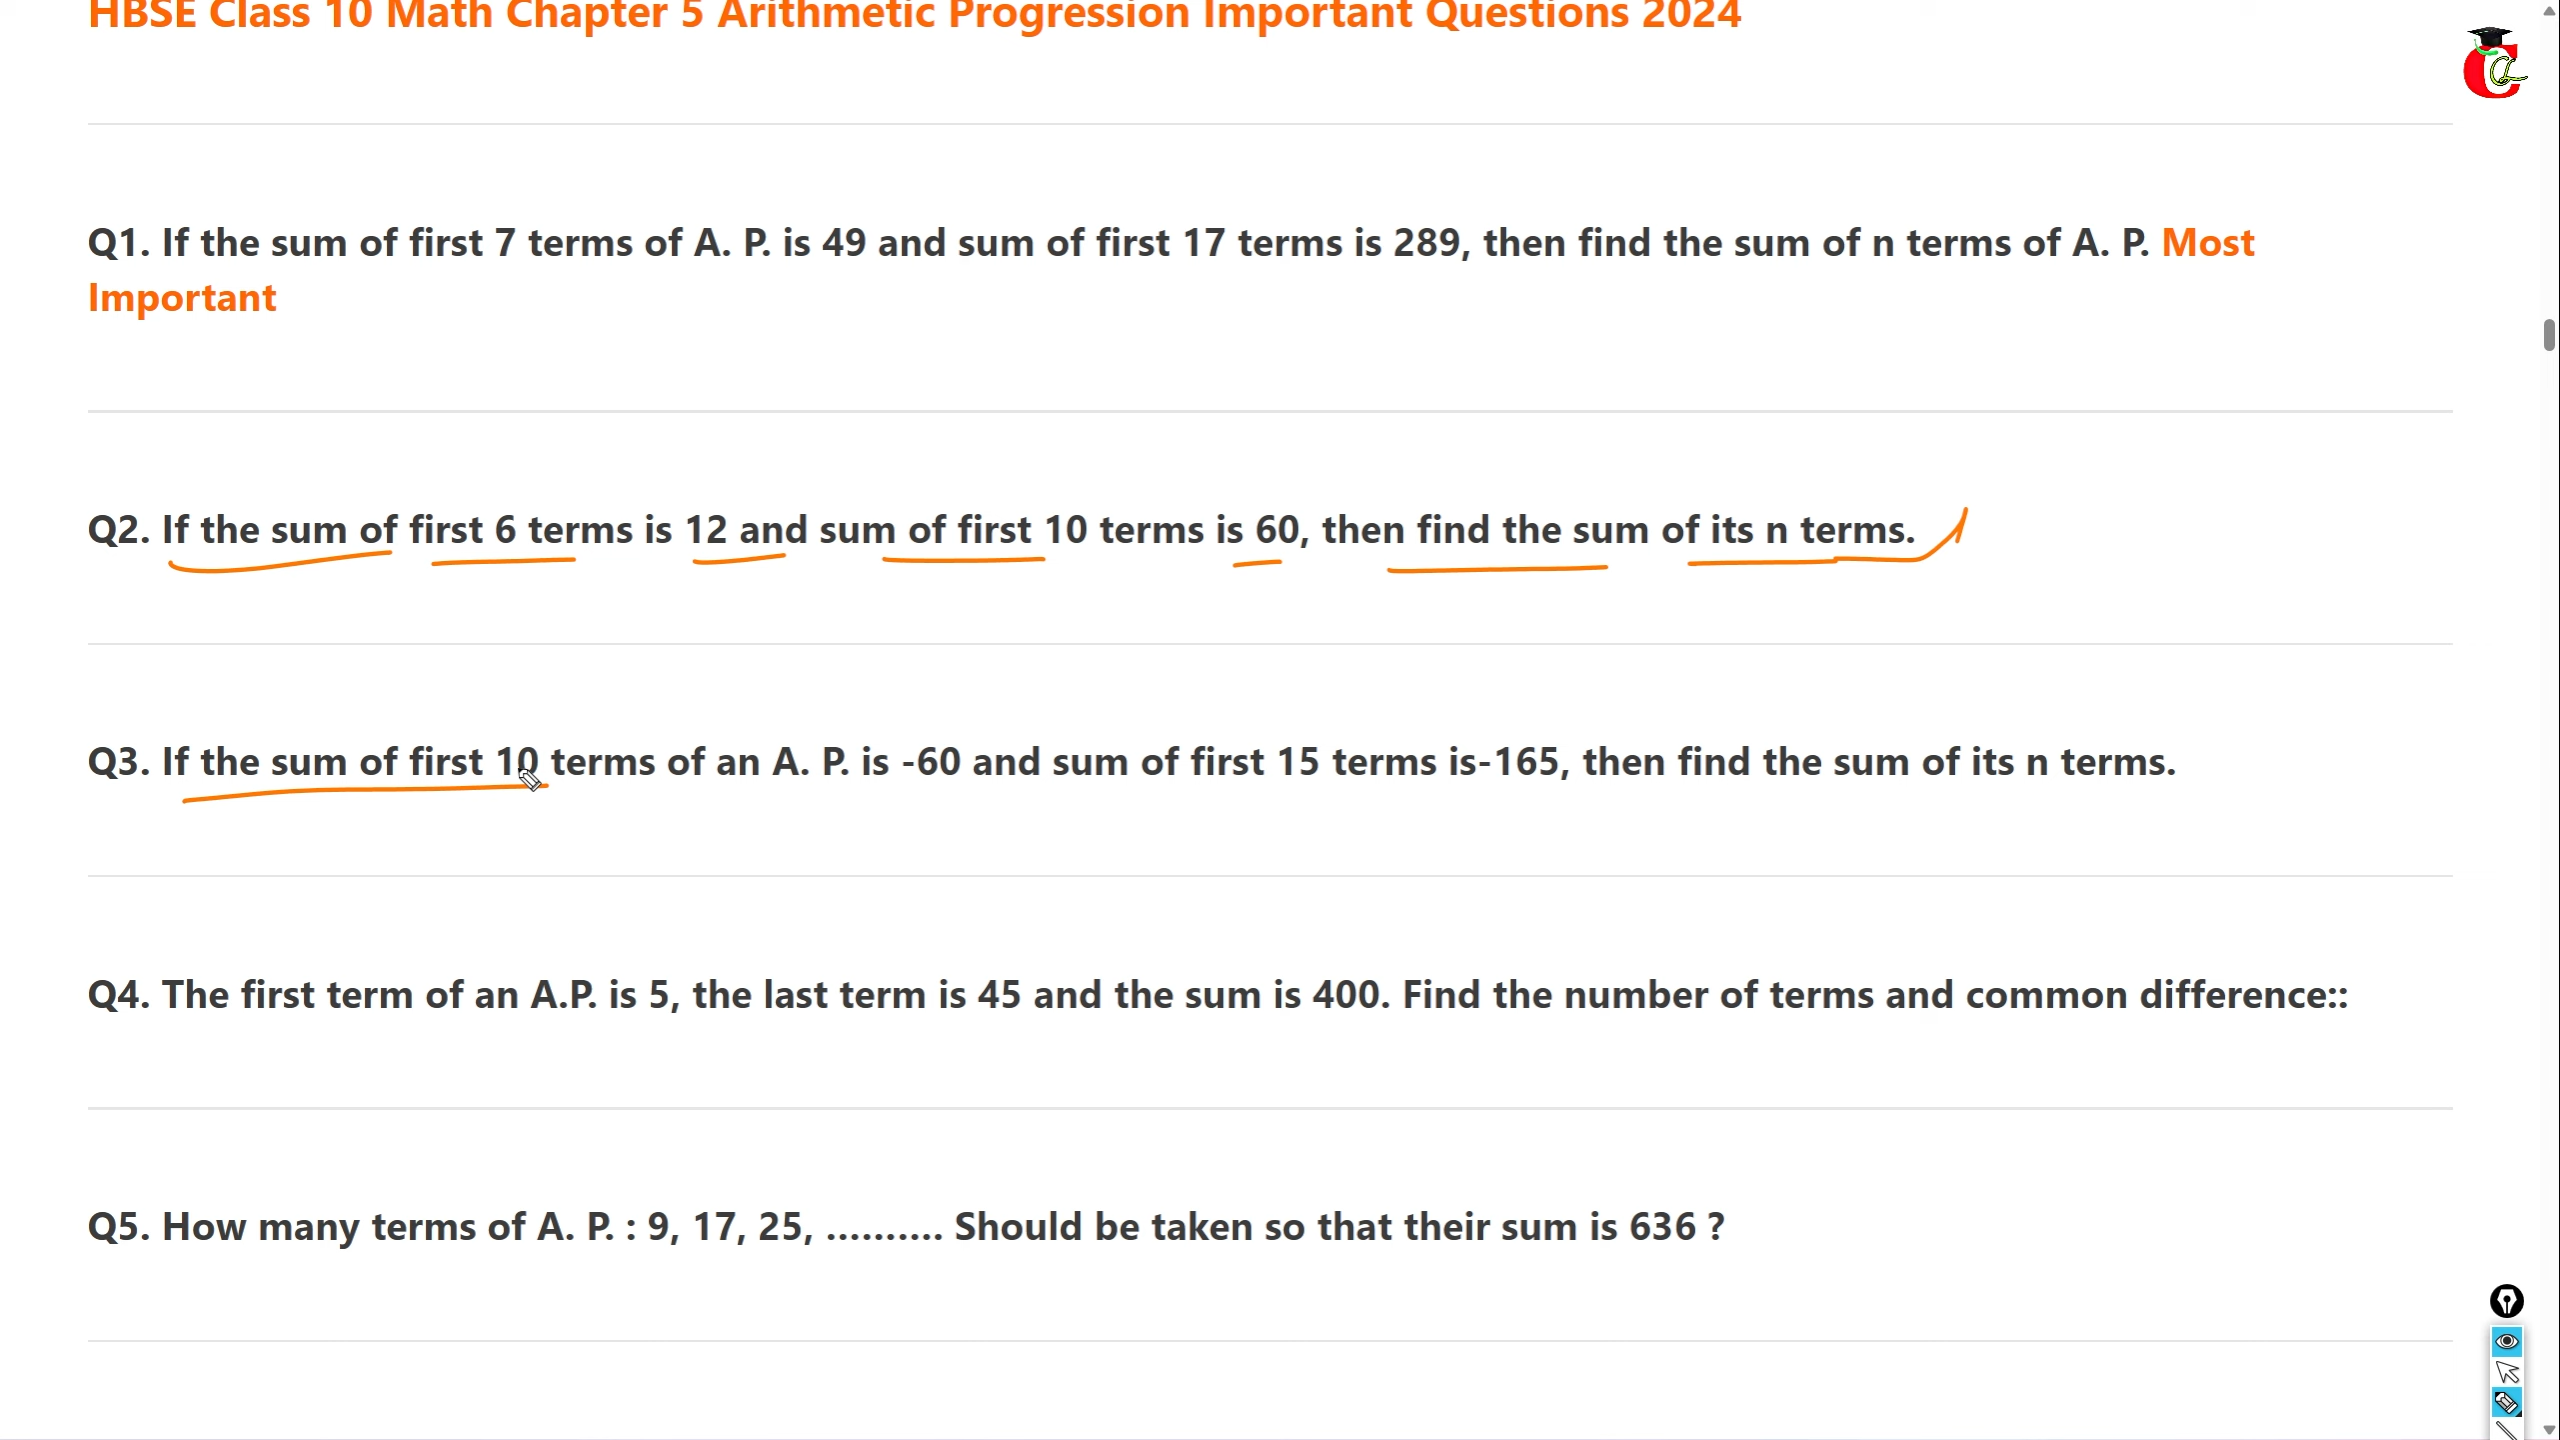 HBSE Class 10 Math Chapter 5 Arithmetic Progression Important Questions 2024
Q1. If the sum of first 7 terms of A. P. is 49 and sum of first 17 terms is 289, then find the sum of n terms of A. P. Most
Important
Q2. If the sum of first 6 terms is 12 and sum of first 10 terms is 60, then find the sum of its n terms.
Q3. If the sum of first 10 terms of an A. P. is -60 and sum of first 15 terms is-165, then find the sum of its n terms.
Q4. The first term of an A.P. is 5, the last term is 45 and the sum is 400. Find the number of terms and common difference::
Q5. How many terms of A. P. : 9, 17, 25, .......... Should be taken so that their sum is 636 ?